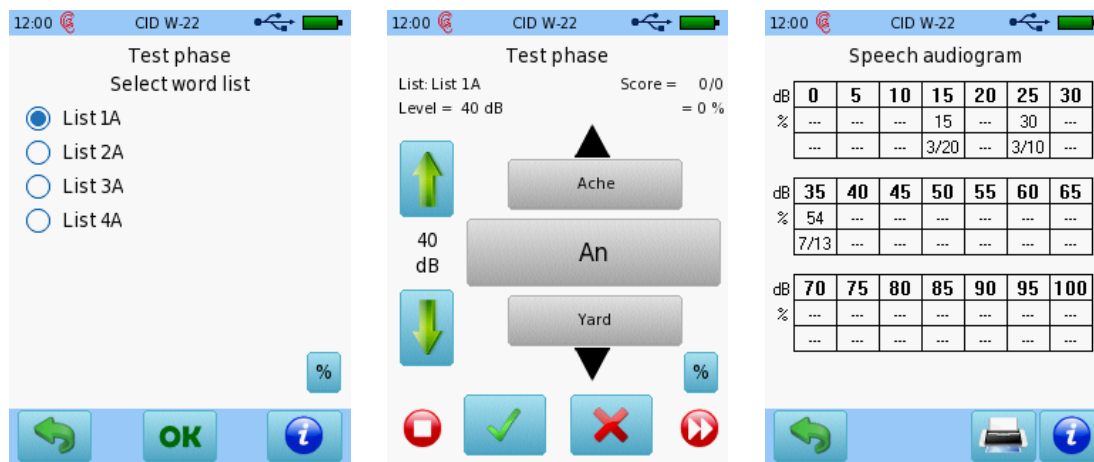 12:00 CID W-22
Test phase
Select word list
List 1A
List 2A
List 3A
List 4A
%
OK
i
12:00 CID W-22
Test phase
List: List 1A Score = 0/0
Level = 40 dB = 0 %
Ache
40
dB
An
Yard
%
12:00 CID W-22
Speech audiogram
dB 0 5 10 15 20 25 30
% --- --- --- 15 --- 30 ---
--- --- --- 3/20 --- 3/10 ---
dB 35 40 45 50 55 60 65
% 54 --- --- --- --- --- ---
7/13 --- --- --- --- --- ---
dB 70 75 80 85 90 95 100
% --- --- --- --- --- --- ---
--- --- --- --- --- --- ---
i